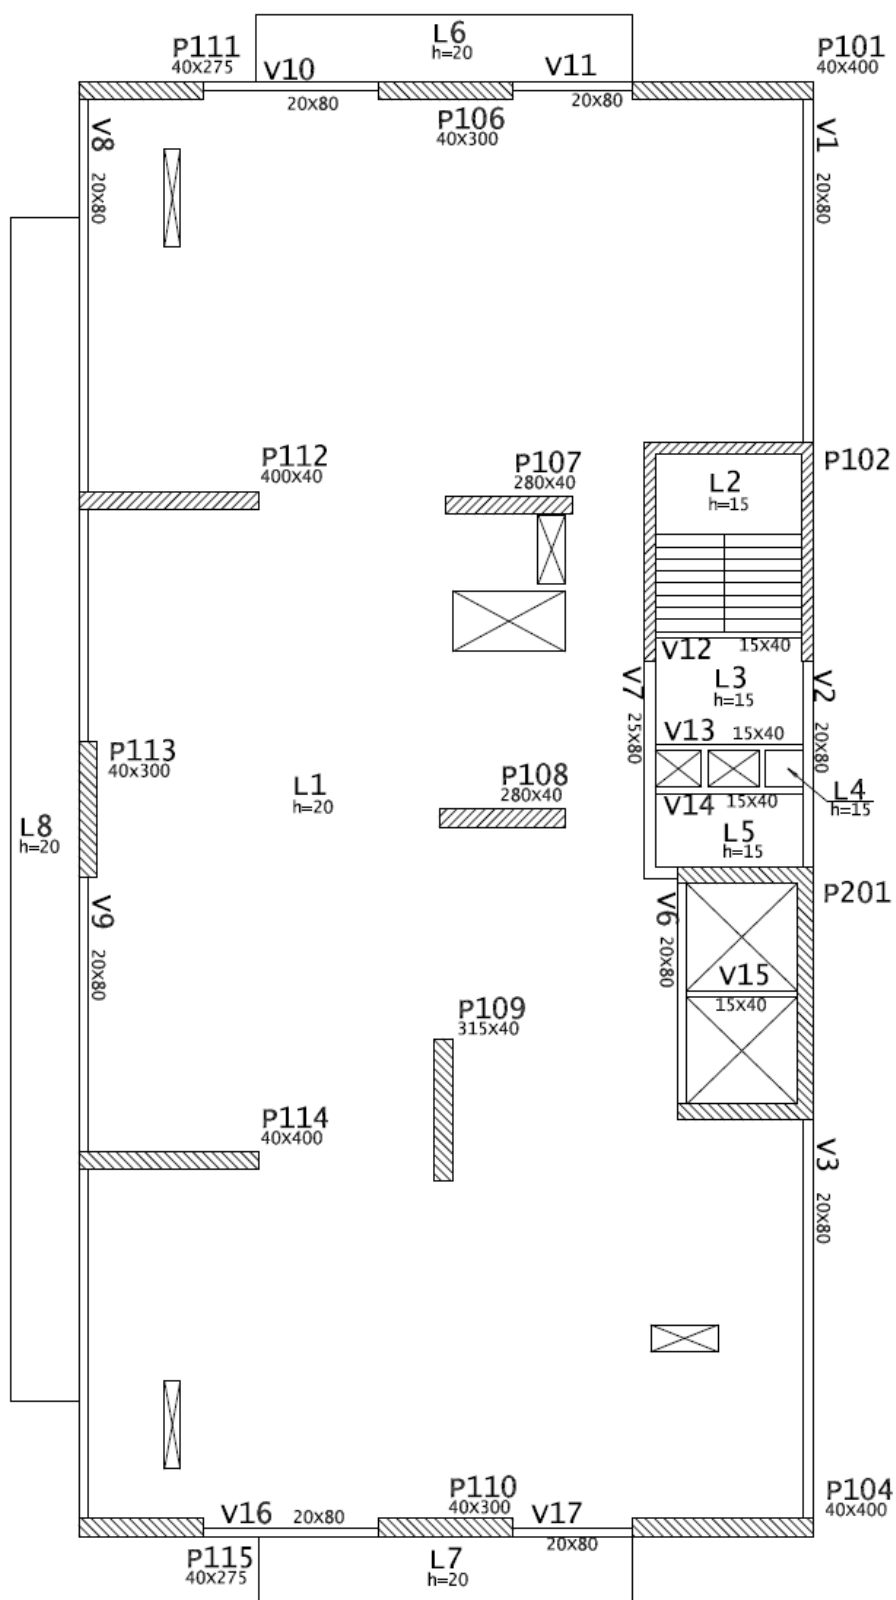 L6
h=20
P111
40x275
V10
20x80
V11
20x80
P101
40x400
P106
40x300
V8
20x80
V1
20x80
P112
400x40
P107
280x40
P102
L2
h=15
V12
15x40
V7
25x80
L3
h=15
V2
20x80
V13
15x40
P113
40x300
L1
h=20
P108
280x40
V14
15x40
L4
h=15
L8
h=20
L5
h=15
P201
V9
20x80
V6
20x80
V15
15x40
P109
315x40
P114
40x400
V3
20x80
P110
40x300
P104
40x400
V16
20x80
V17
20x80
P115
40x275
L7
h=20